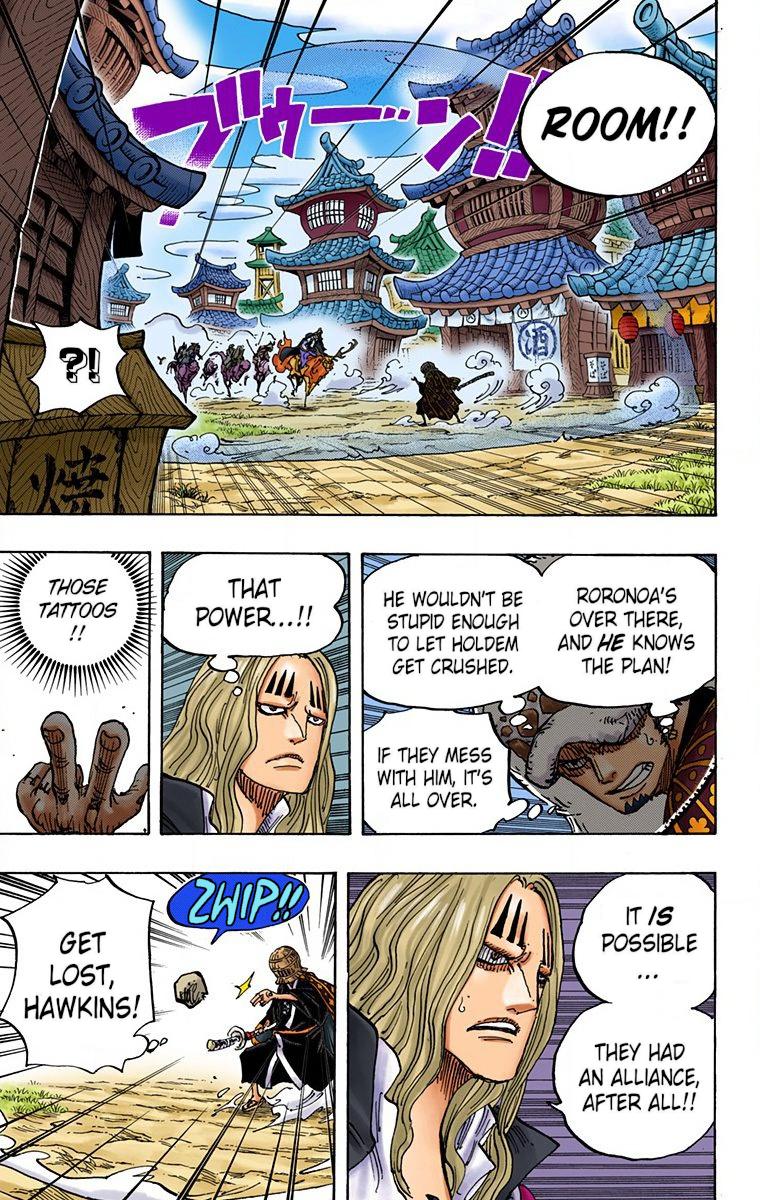 ROOM!!
ブゥーン!!
酒
?!
焼
RORONOA'S
OVER THERE,
AND HE KNOWS
THE PLAN!
HE WOULDN'T BE
STUPID ENOUGH
TO LET HOLDEM
GET CRUSHED.
IF THEY MESS
WITH HIM, IT'S
ALL OVER.
THAT
POWER...!!
THOSE
TATTOOS
!!
IT IS
POSSIBLE
...
THEY HAD
AN ALLIANCE,
AFTER ALL!!
ZWIP!!
GET
LOST,
HAWKINS!